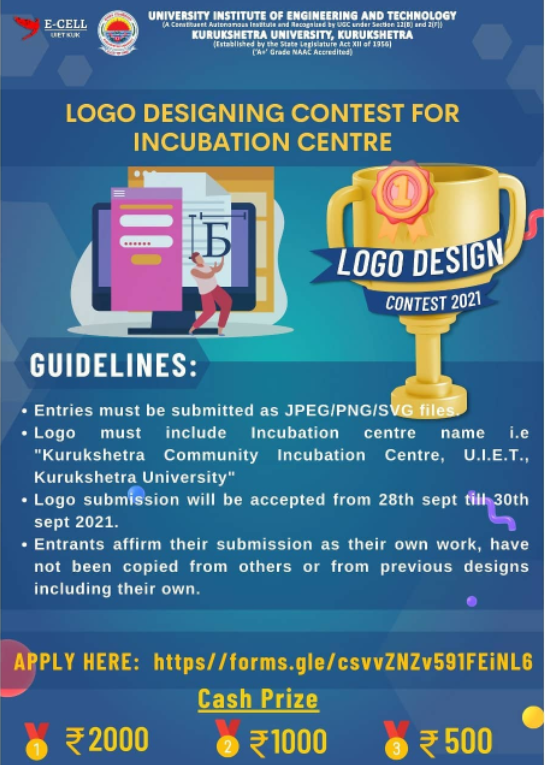 E-CELL
UIET KUK
UNIVERSITY INSTITUTE OF ENGINEERING AND TECHNOLOGY
(A Constituent Autonomous Institute and Recognized by UGC under Section 12(B) and 2(F))
KURUKSHETRA UNIVERSITY, KURUKSHETRA
(Established by the State Legislature Act XII of 1956)
('A+' Grade NAAC Accredited)
LOGO DESIGNING CONTEST FOR
INCUBATION CENTRE
1
Б
LOGO DESIGN
CONTEST 2021
GUIDELINES:
• Entries must be submitted as JPEG/PNG/SVG files.
• Logo must include Incubation centre name i.e
"Kurukshetra Community Incubation Centre, U.I.E.T.,
Kurukshetra University"
• Logo submission will be accepted from 28th sept till 30th
sept 2021.
• Entrants affirm their submission as their own work, have
not been copied from others or from previous designs
including their own.
APPLY HERE: https//forms.gle/csvvZNZv591FEiNL6
Cash Prize
1 ₹2000 2 ₹1000 3 ₹500